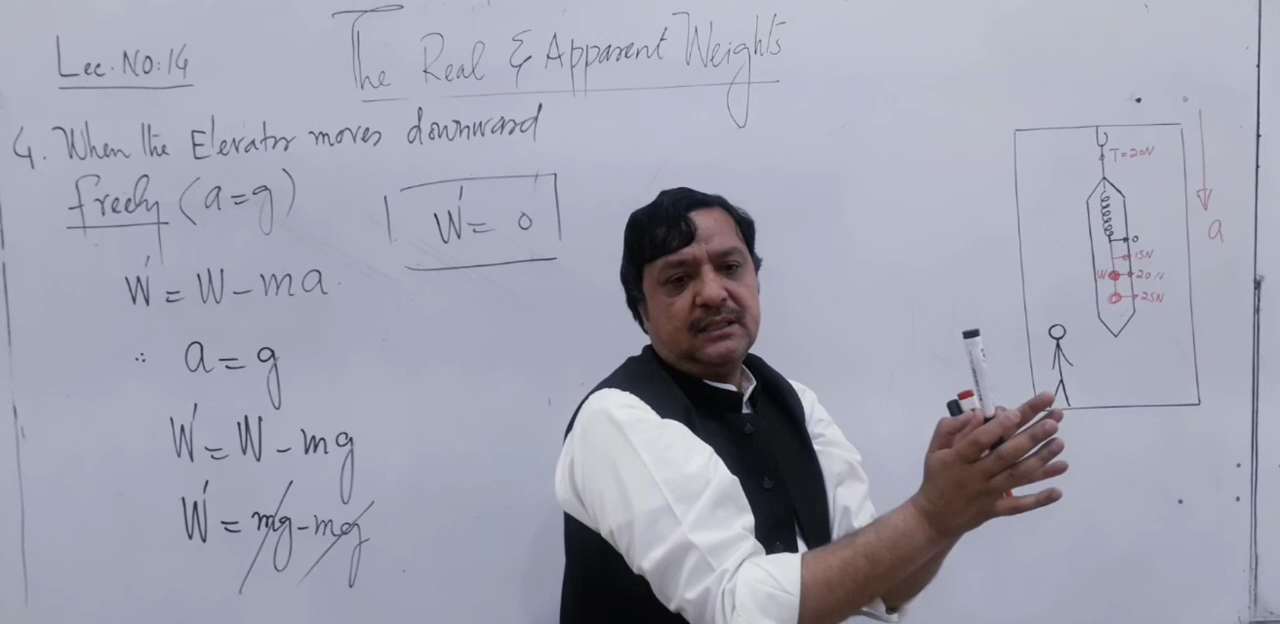 Lec. No: 14
The Real & Apparent Weights
4. When the Elevator moves downward
freely (a = g)
W' = 0
W' = W - ma.
∵ a = g
W' = W - mg
W' = mg - mg
T = 20N
a
0
15N
W 20N
25N